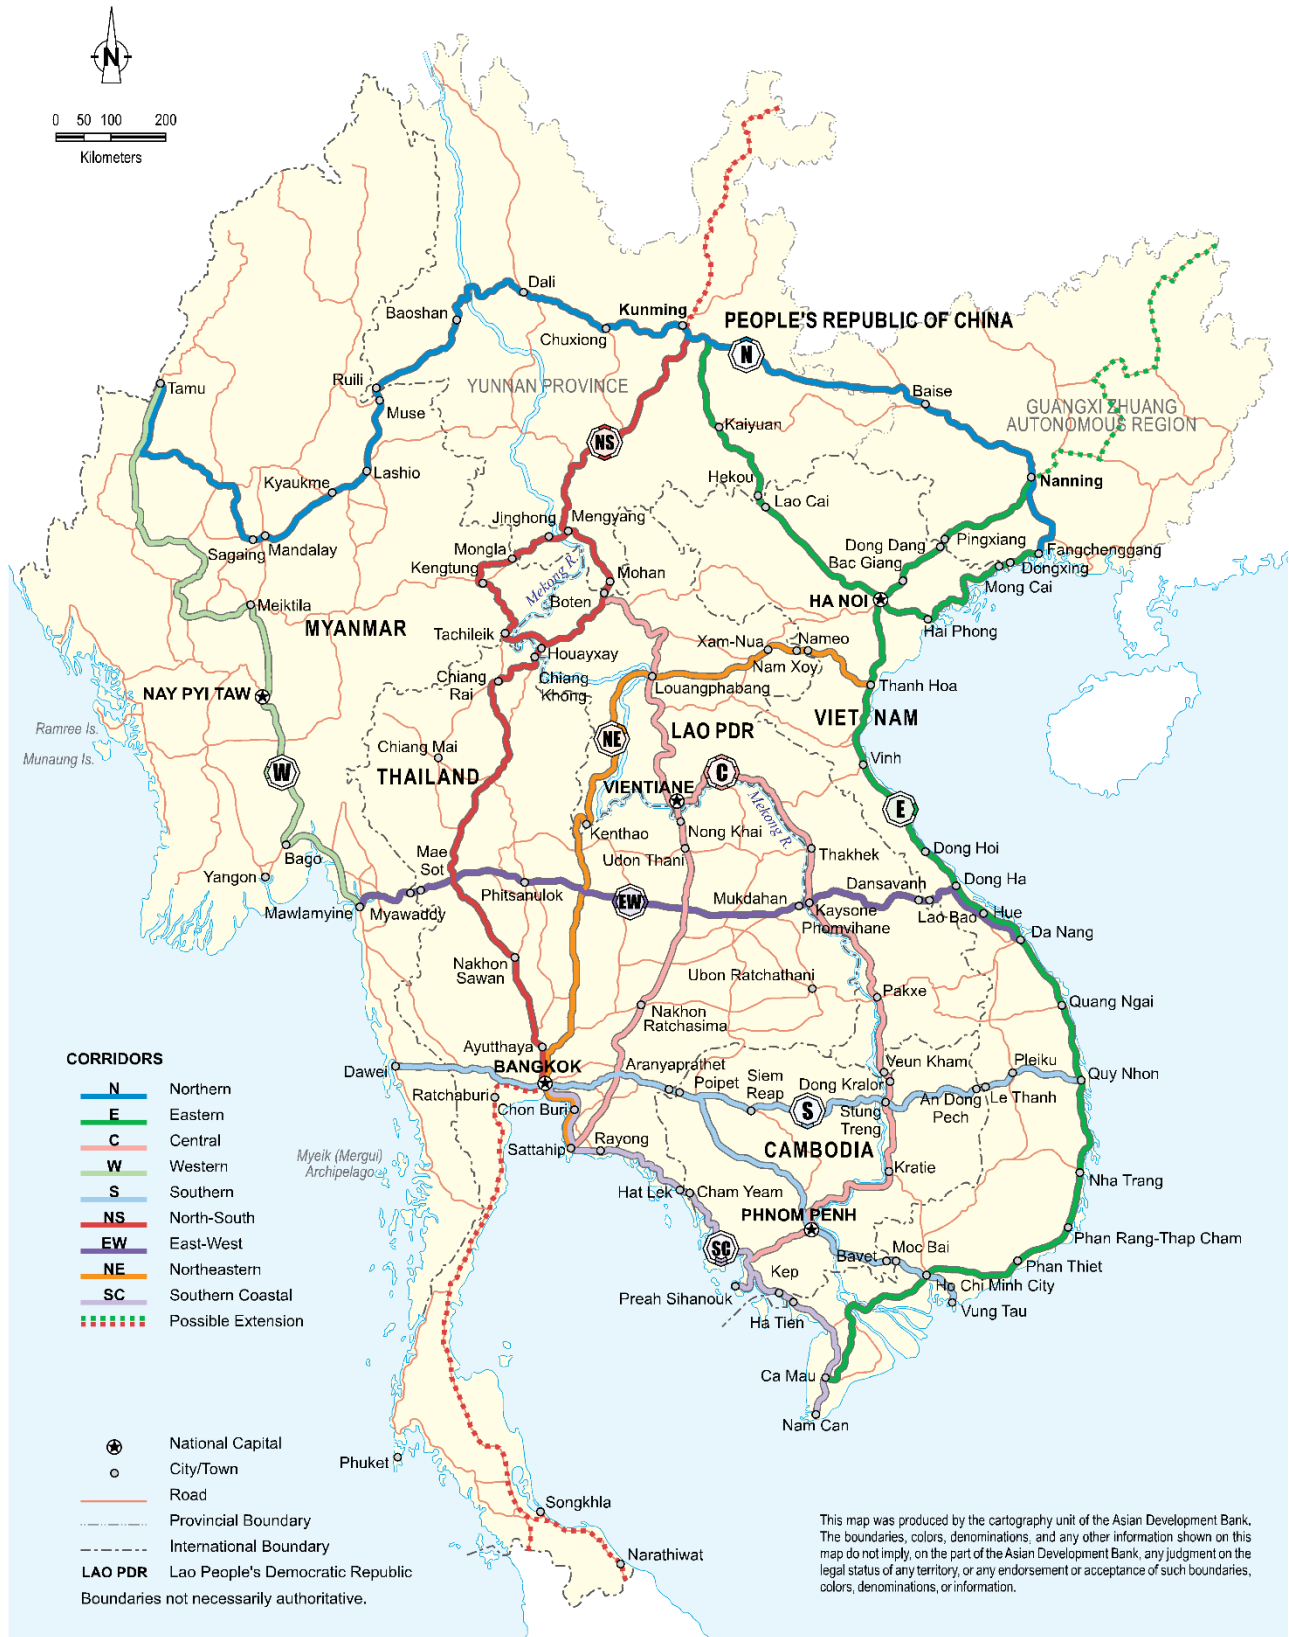 N
0 50 100 200
Kilometers
Dali
Baoshan
Kunming
Chuxiong
PEOPLE'S REPUBLIC OF CHINA
N
Ruili
YUNNAN PROVINCE
Tamu
Muse
Baise
GUANGXI ZHUANG
AUTONOMOUS REGION
Kaiyuan
NS
Lashio
Kyaukme
Hekou
Lao Cai
Nanning
Jinghong
Mengyang
Sagaing
Mandalay
Mongla
Kengtung
Mekong R.
Mohan
Boten
Dong Dang
Pingxiang
Bac Giang
Fangchenggang
Dongxing
Mong Cai
HA NOI
Hai Phong
Meiktila
MYANMAR
Tachileik
Houayxay
Xam-Nua
Nameo
Nam Xoy
Chiang
Rai
Chiang
Khong
Louangphabang
Thanh Hoa
NAY PYI TAW
VIET NAM
LAO PDR
Ramree Is.
Munaung Is.
Chiang Mai
THAILAND
NE
W
C
VIENTIANE
Vinh
Mekong R.
E
Kenthao
Nong Khai
Udon Thani
Thakhek
Dong Hoi
Bago
Yangon
Mae
Sot
Phitsanulok
EW
Mukdahan
Dansavanh
Dong Ha
Mawlamyine
Myawaddy
Kaysone
Phomvihane
Lao Bao
Hue
Da Nang
Nakhon
Sawan
Ubon Ratchathani
Pakxe
Quang Ngai
Nakhon
Ratchasima
Ayutthaya
BANGKOK
Aranyaprathet
Poipet
Siem
Reap
Veun Kham
Dong Kralor
Pleiku
Quy Nhon
Dawei
Ratchaburi
Chon Buri
S
Stung
Treng
An Dong
Pech
Le Thanh
CAMBODIA
Sattahip
Rayong
Myeik (Mergui)
Archipelago
Kratie
Nha Trang
Hat Lek
Cham Yeam
PHNOM PENH
SC
Bavet
Moc Bai
Phan Rang-Thap Cham
Phan Thiet
Kep
Preah Sihanouk
Ha Tien
Ho Chi Minh City
Vung Tau
Ca Mau
Nam Can
Phuket
Songkhla
Narathiwat
CORRIDORS
N Northern
E Eastern
C Central
W Western
S Southern
NS North-South
EW East-West
NE Northeastern
SC Southern Coastal
Possible Extension
National Capital
City/Town
Road
Provincial Boundary
International Boundary
LAO PDR Lao People's Democratic Republic
Boundaries not necessarily authoritative.
This map was produced by the cartography unit of the Asian Development Bank.
The boundaries, colors, denominations, and any other information shown on this
map do not imply, on the part of the Asian Development Bank, any judgment on the
legal status of any territory, or any endorsement or acceptance of such boundaries,
colors, denominations, or information.